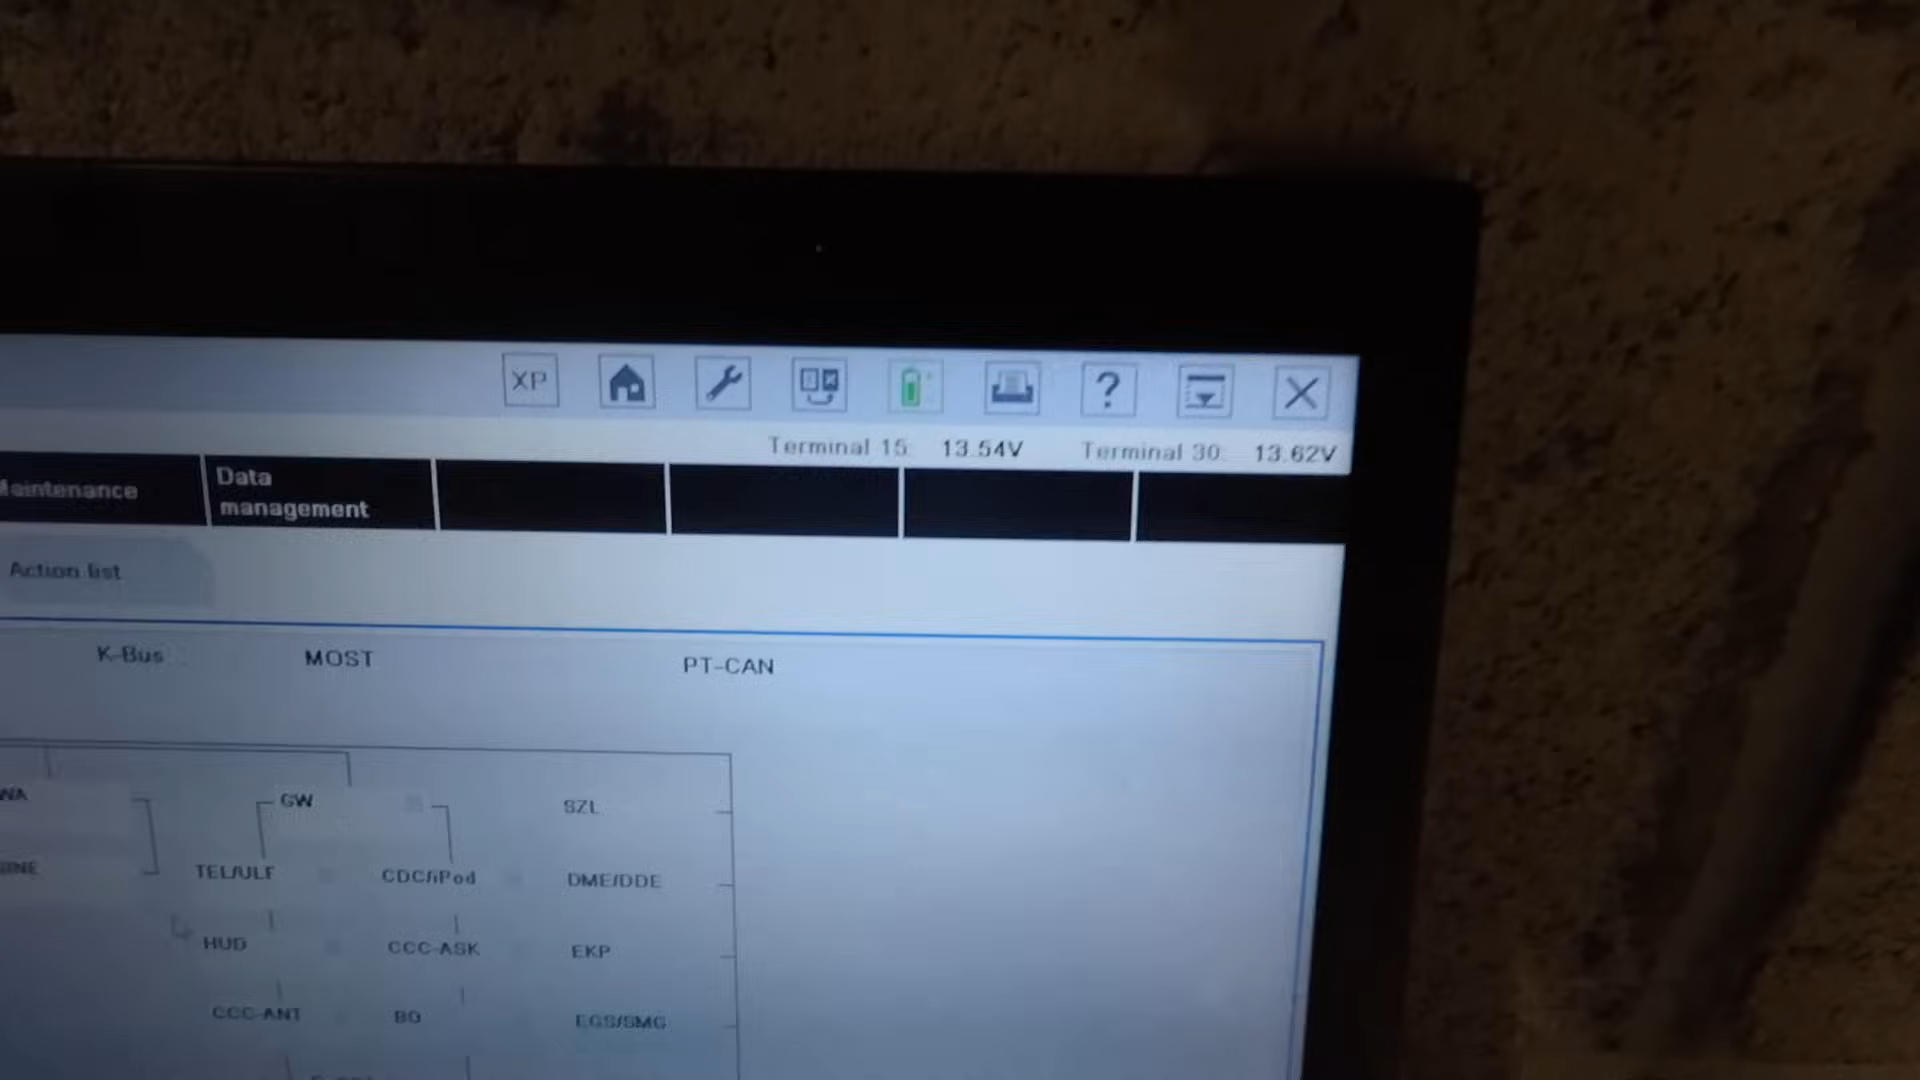 XP ?
Terminal 15: 13.54V Terminal 30: 13.62V
Maintenance
Data
management
Action list
K-Bus MOST PT-CAN
GW SZL
TEL/ULF CDC/iPod DME/DDE
HUD CCC-ASK EKP
CCC-ANT EGS/SMG